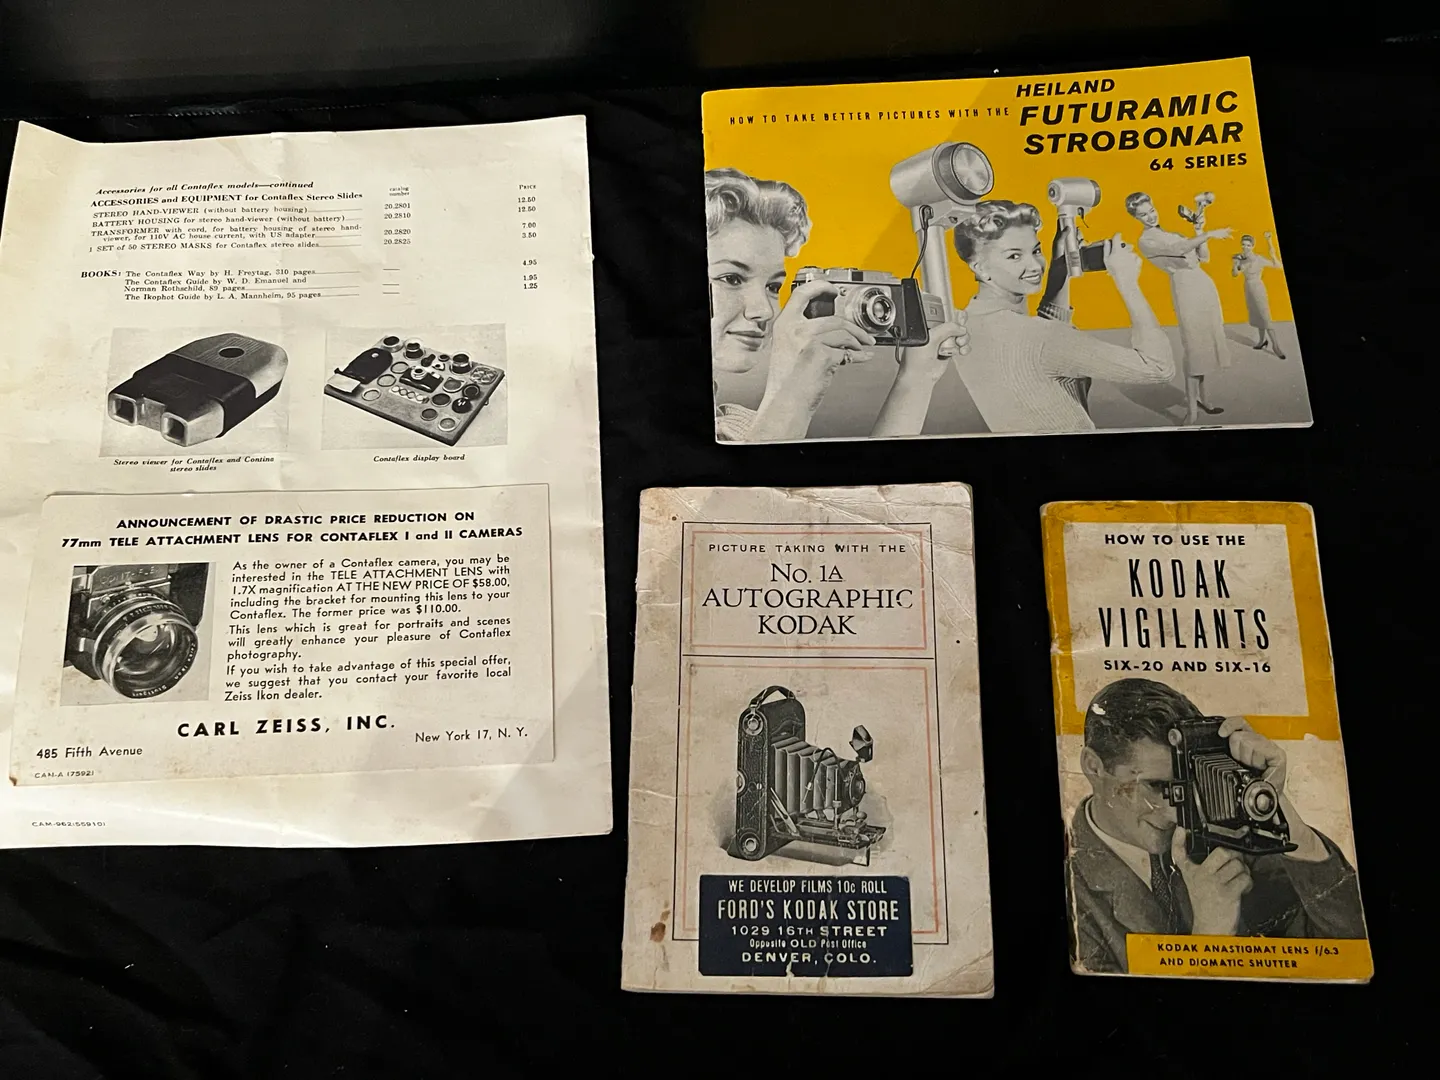 Accessories for all Contaflex models—continued
catalog number
PRICE
ACCESSORIES and EQUIPMENT for Contaflex Stereo Slides
STEREO HAND-VIEWER (without battery housing) 20.2801 12.50
BATTERY HOUSING for stereo hand-viewer (without battery) 20.2810 12.50
TRANSFORMER with cord, for battery housing of stereo hand-
viewer, for 110V AC house current, with US adapter 20.2820 7.00
1 SET of 50 STEREO MASKS for Contaflex stereo slides 20.2825 3.50
BOOKS: The Contaflex Way by H. Freytag, 310 pages 4.95
The Contaflex Guide by W. D. Emanuel and
Norman Rothschild, 89 pages 1.95
The Ikophot Guide by L. A. Mannheim, 95 pages 1.25
Stereo viewer for Contaflex and Contina
stereo slides
Contaflex display board
ANNOUNCEMENT OF DRASTIC PRICE REDUCTION ON
77mm TELE ATTACHMENT LENS FOR CONTAFLEX I and II CAMERAS
As the owner of a Contaflex camera, you may be
interested in the TELE ATTACHMENT LENS with
1.7X magnification AT THE NEW PRICE OF $58.00,
including the bracket for mounting this lens to your
Contaflex. The former price was $110.00.
This lens which is great for portraits and scenes
will greatly enhance your pleasure of Contaflex
photography.
If you wish to take advantage of this special offer,
we suggest that you contact your favorite local
Zeiss Ikon dealer.
CARL ZEISS, INC.
485 Fifth Avenue
New York 17, N. Y.
HOW TO TAKE BETTER PICTURES WITH THE
HEILAND
FUTURAMIC
STROBONAR
64 SERIES
PICTURE TAKING WITH THE
No. 1A
AUTOGRAPHIC
KODAK
WE DEVELOP FILMS 10c ROLL
FORD'S KODAK STORE
1029 16TH STREET
Opposite OLD Post Office
DENVER, COLO.
HOW TO USE THE
KODAK
VIGILANTS
SIX-20 AND SIX-16
KODAK ANASTIGMAT LENS f/6.3
AND DIOMATIC SHUTTER